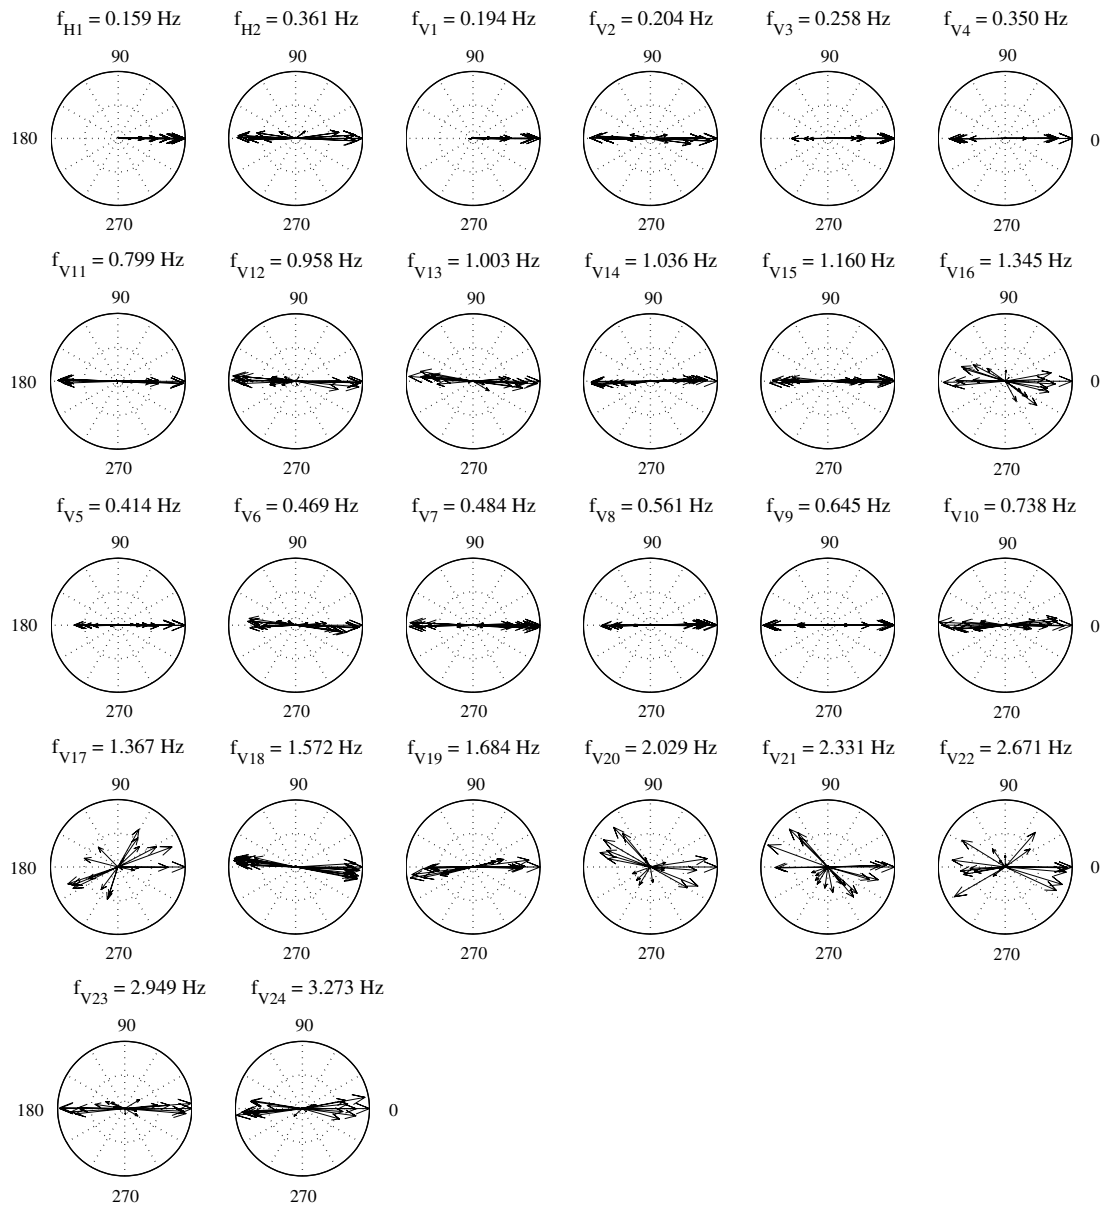 f_H1 = 0.159 Hz f_H2 = 0.361 Hz f_V1 = 0.194 Hz f_V2 = 0.204 Hz f_V3 = 0.258 Hz f_V4 = 0.350 Hz
90 90 90 90 90 90
180 0
270 270 270 270 270 270
f_V11 = 0.799 Hz f_V12 = 0.958 Hz f_V13 = 1.003 Hz f_V14 = 1.036 Hz f_V15 = 1.160 Hz f_V16 = 1.345 Hz
90 90 90 90 90 90
180 0
270 270 270 270 270 270
f_V5 = 0.414 Hz f_V6 = 0.469 Hz f_V7 = 0.484 Hz f_V8 = 0.561 Hz f_V9 = 0.645 Hz f_V10 = 0.738 Hz
90 90 90 90 90 90
180 0
270 270 270 270 270 270
f_V17 = 1.367 Hz f_V18 = 1.572 Hz f_V19 = 1.684 Hz f_V20 = 2.029 Hz f_V21 = 2.331 Hz f_V22 = 2.671 Hz
90 90 90 90 90 90
180 0
270 270 270 270 270 270
f_V23 = 2.949 Hz f_V24 = 3.273 Hz
90 90
180 0
270 270